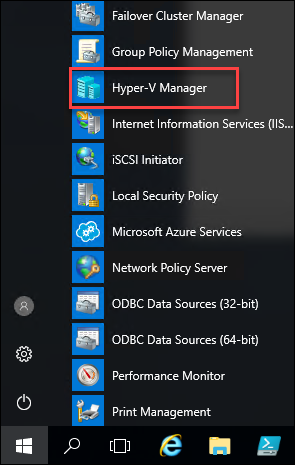 Failover Cluster Manager
Group Policy Management
Hyper-V Manager
Internet Information Services (IIS...
iSCSI Initiator
Local Security Policy
Microsoft Azure Services
Network Policy Server
ODBC Data Sources (32-bit)
ODBC Data Sources (64-bit)
Performance Monitor
Print Management